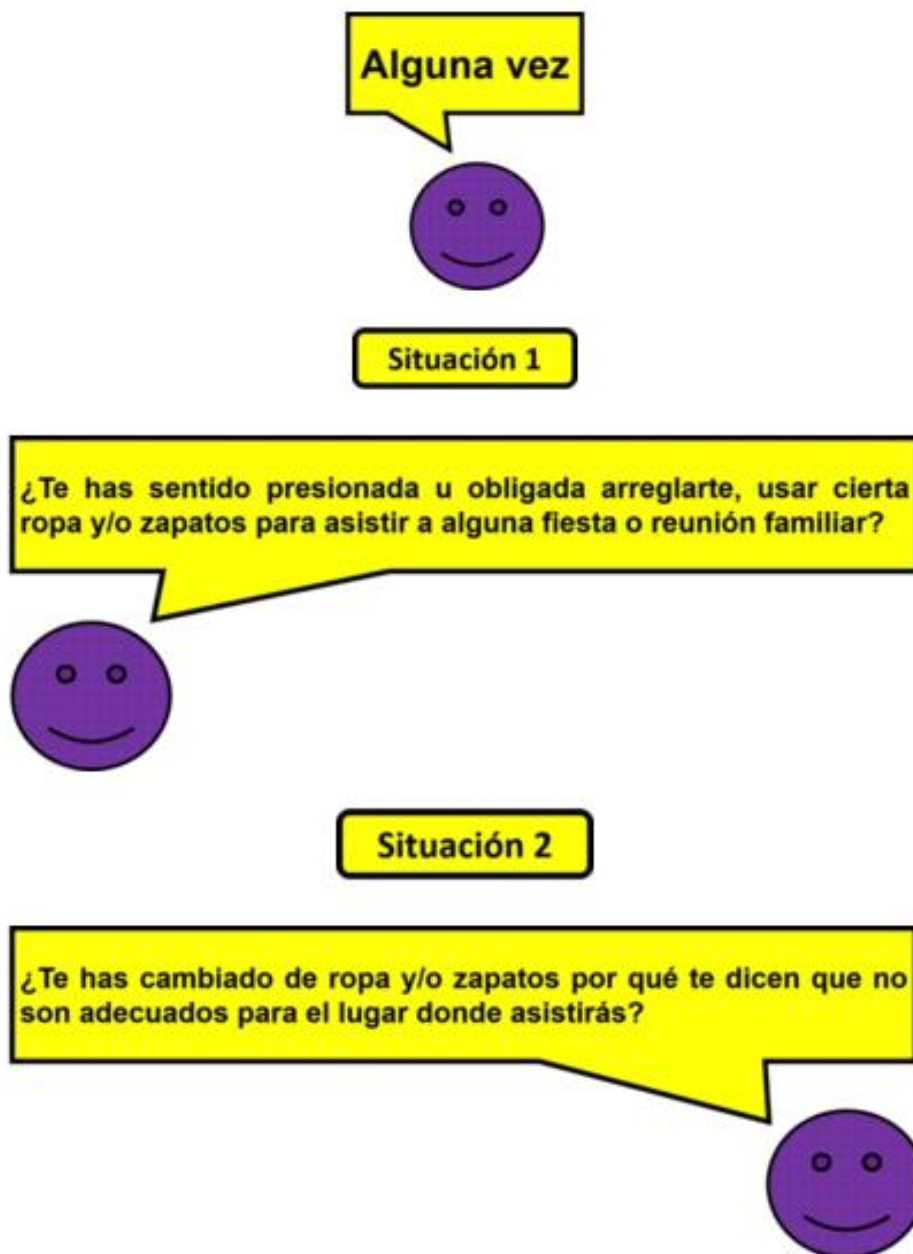 Alguna vez
Situación 1
¿Te has sentido presionada u obligada arreglarte, usar cierta
ropa y/o zapatos para asistir a alguna fiesta o reunión familiar?
Situación 2
¿Te has cambiado de ropa y/o zapatos por qué te dicen que no
son adecuados para el lugar donde asistirás?